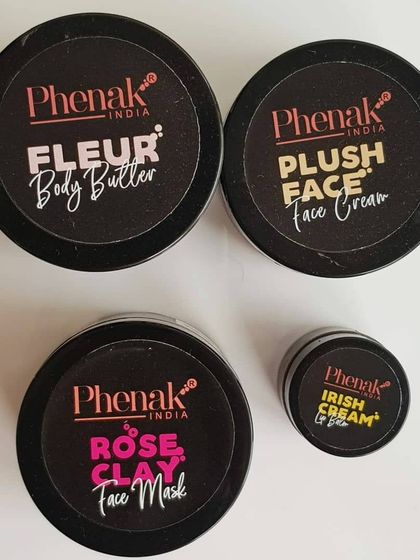 Phenak®
INDIA
FLEUR
Body Butter
Phenak®
INDIA
PLUSH
FACE
Face Cream
Phenak®
INDIA
ROSE
CLAY
Face Mask
Phenak®
INDIA
IRISH
CREAM
Lip Balm